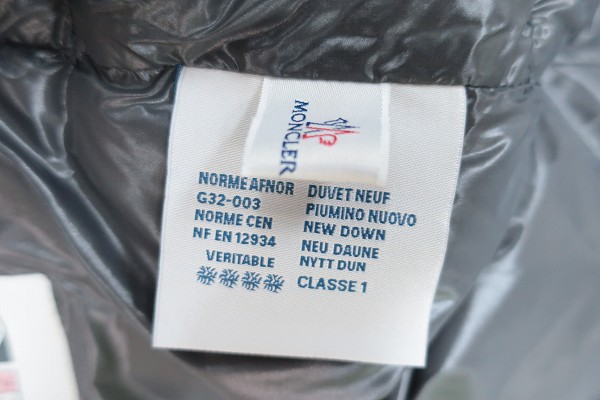 MONCLER
NORME AFNOR
G32-003
NORME CEN
NF EN 12934
VERITABLE
DUVET NEUF
PIUMINO NUOVO
NEW DOWN
NEU DAUNE
NYTT DUN
CLASSE 1